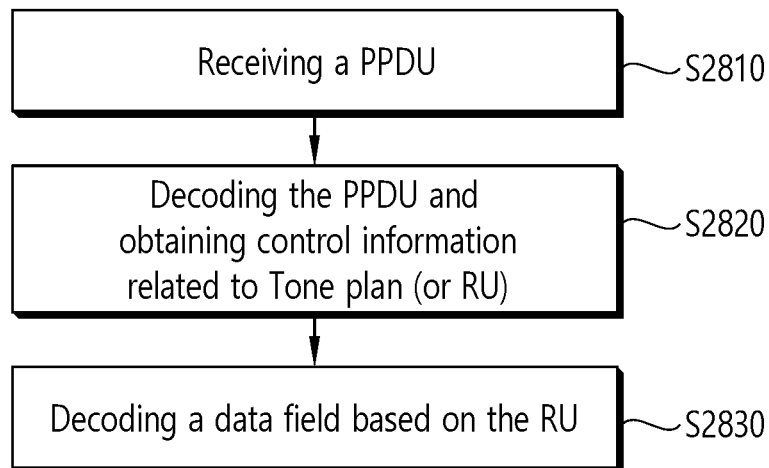 Receiving a PPDU
S2810
Decoding the PPDU and
obtaining control information
related to Tone plan (or RU)
S2820
Decoding a data field based on the RU
S2830